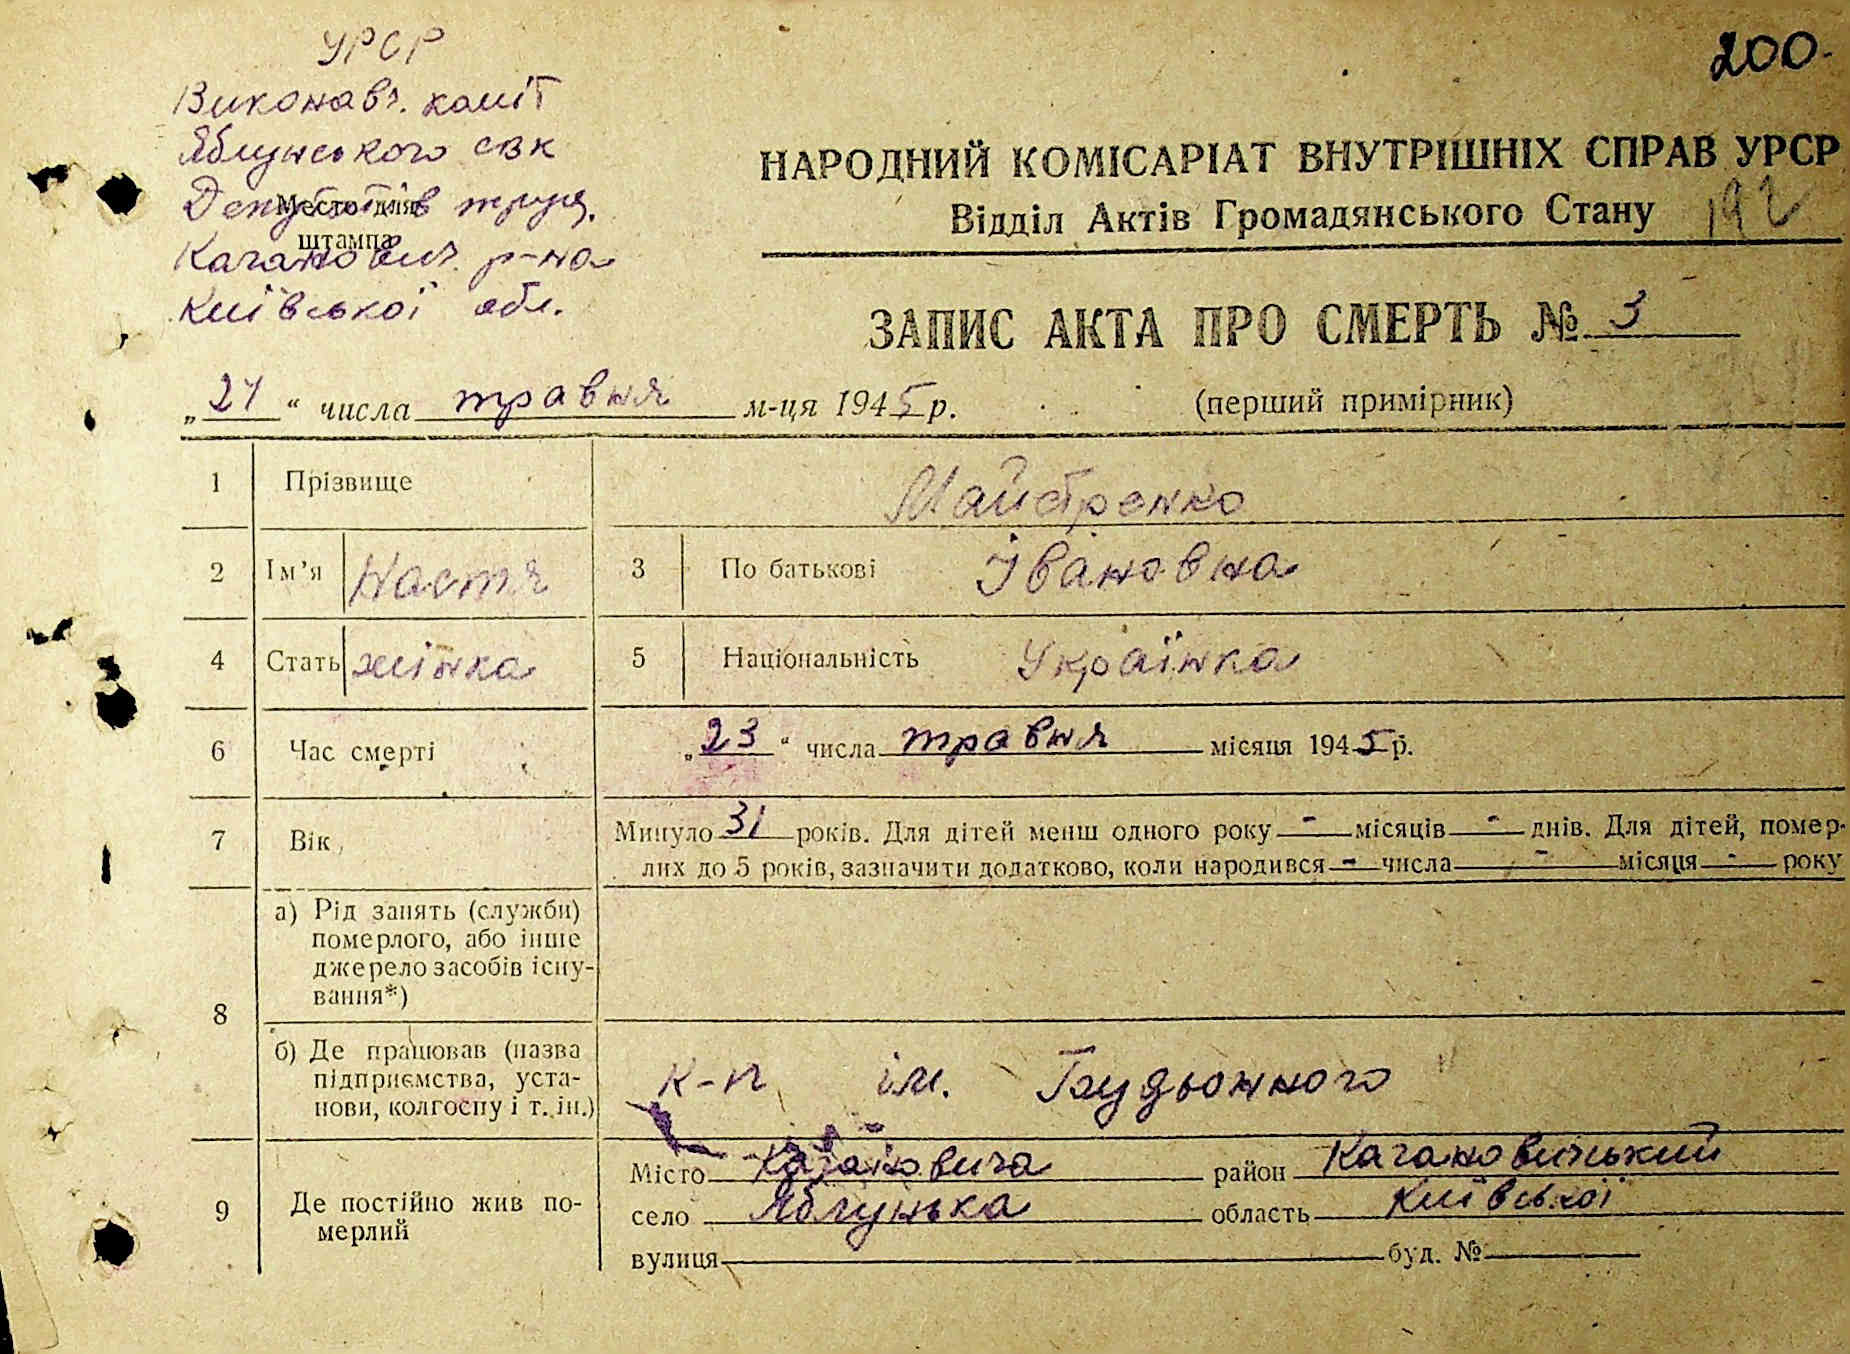 УРСР
200-
Виконавч. коміт
Яблунського свк
Депутатів труд.
Место для
штампа
Каганович. р-на
Київської обл.
НАРОДНИЙ КОМІСАРІАТ ВНУТРІШНІХ СПРАВ УРСР
Відділ Актів Громадянського Стану
ЗАПИС АКТА ПРО СМЕРТЬ № 3
" числа травня м-ця 1945 р. (перший примірник)
1 Прізвище Майстренко
2 Ім'я Настя 3 По батькові Івановна
4 Стать жінка 5 Національність Українка
6 Час смерті „23" числа травня місяця 1945 р.
7 Вік Минуло 31 років. Для дітей менш одного року - місяців - днів. Для дітей, помер-
лих до 5 років, зазначити додатково, коли народився - числа - місяця - року
8 а) Рід занять (служби)
померлого, або інше
джерело засобів існу-
вання*)
б) Де працював (назва
підприємства, уста-
нови, колгоспу і т. ін.)
к-п ім. Будьонного
9 Де постійно жив по-
мерлий
Місто Кагановича район Кагановичський
село Яблунька область Київської
вулиця буд. №